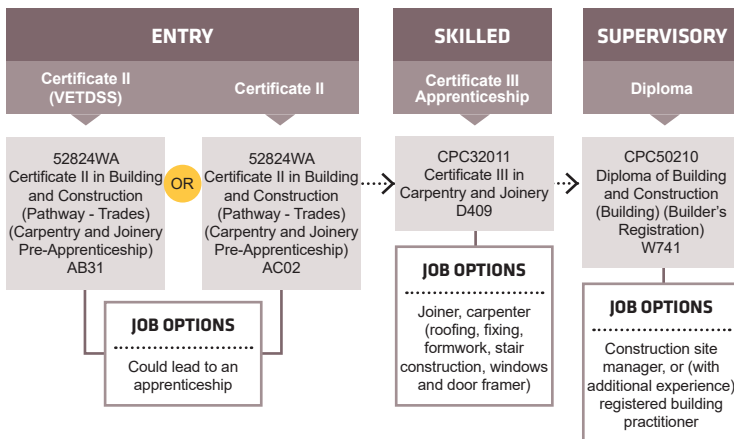 ENTRY
SKILLED
SUPERVISORY
Certificate II
(VETDSS)
Certificate II
Certificate III
Apprenticeship
Diploma
52824WA
Certificate II in Building
and Construction
(Pathway - Trades)
(Carpentry and Joinery
Pre-Apprenticeship)
AB31
OR
52824WA
Certificate II in Building
and Construction
(Pathway - Trades)
(Carpentry and Joinery
Pre-Apprenticeship)
AC02
CPC32011
Certificate III in
Carpentry and Joinery
D409
CPC50210
Diploma of Building
and Construction
(Building) (Builder’s
Registration)
W741
JOB OPTIONS
Could lead to an
apprenticeship
JOB OPTIONS
Joiner, carpenter
(roofing, fixing,
formwork, stair
construction, windows
and door framer)
JOB OPTIONS
Construction site
manager, or (with
additional experience)
registered building
practitioner